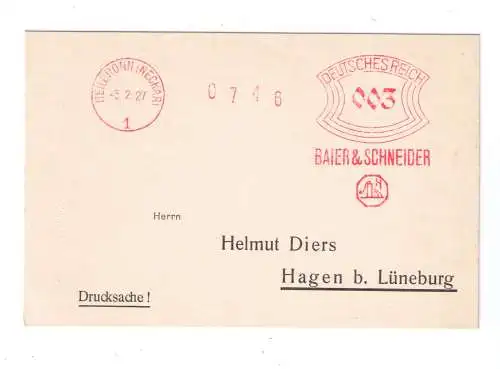 HEILBRONN (NECKAR)
-5.2.27
1
0746
DEUTSCHES REICH
003
BAIER & SCHNEIDER
Herrn
Helmut Diers
Hagen b. Lüneburg
Drucksache!